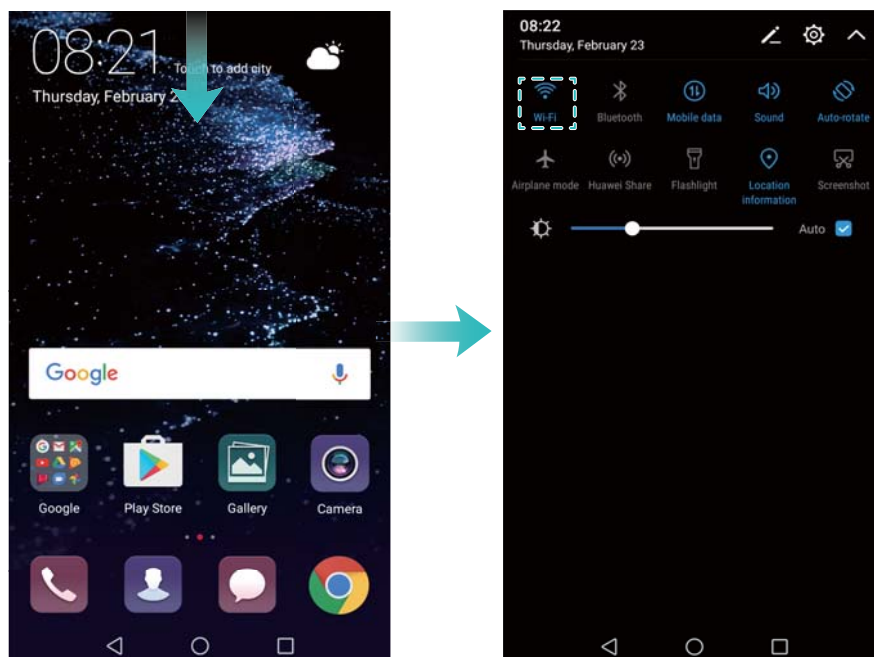 08:21
Touch to add city
Thursday, February 2
Google
Google
Play Store
Gallery
Camera
08:22
Thursday, February 23
Wi-Fi
Bluetooth
Mobile data
Sound
Auto-rotate
Airplane mode
Huawei Share
Flashlight
Location
information
Screenshot
Auto